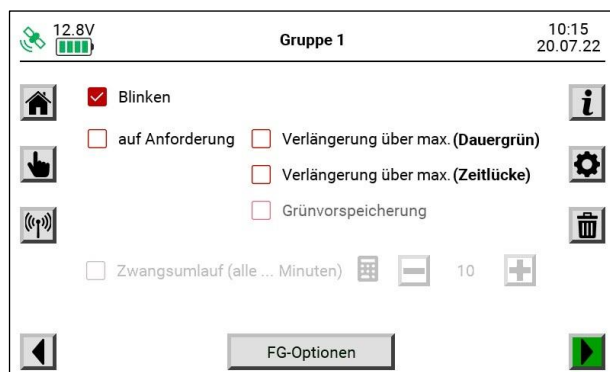 12.8V
Gruppe 1
10:15
20.07.22
Blinken
auf Anforderung
Verlängerung über max. (Dauergrün)
Verlängerung über max. (Zeitlücke)
Grünvorspeicherung
Zwangsumlauf (alle ... Minuten)
10
FG-Optionen